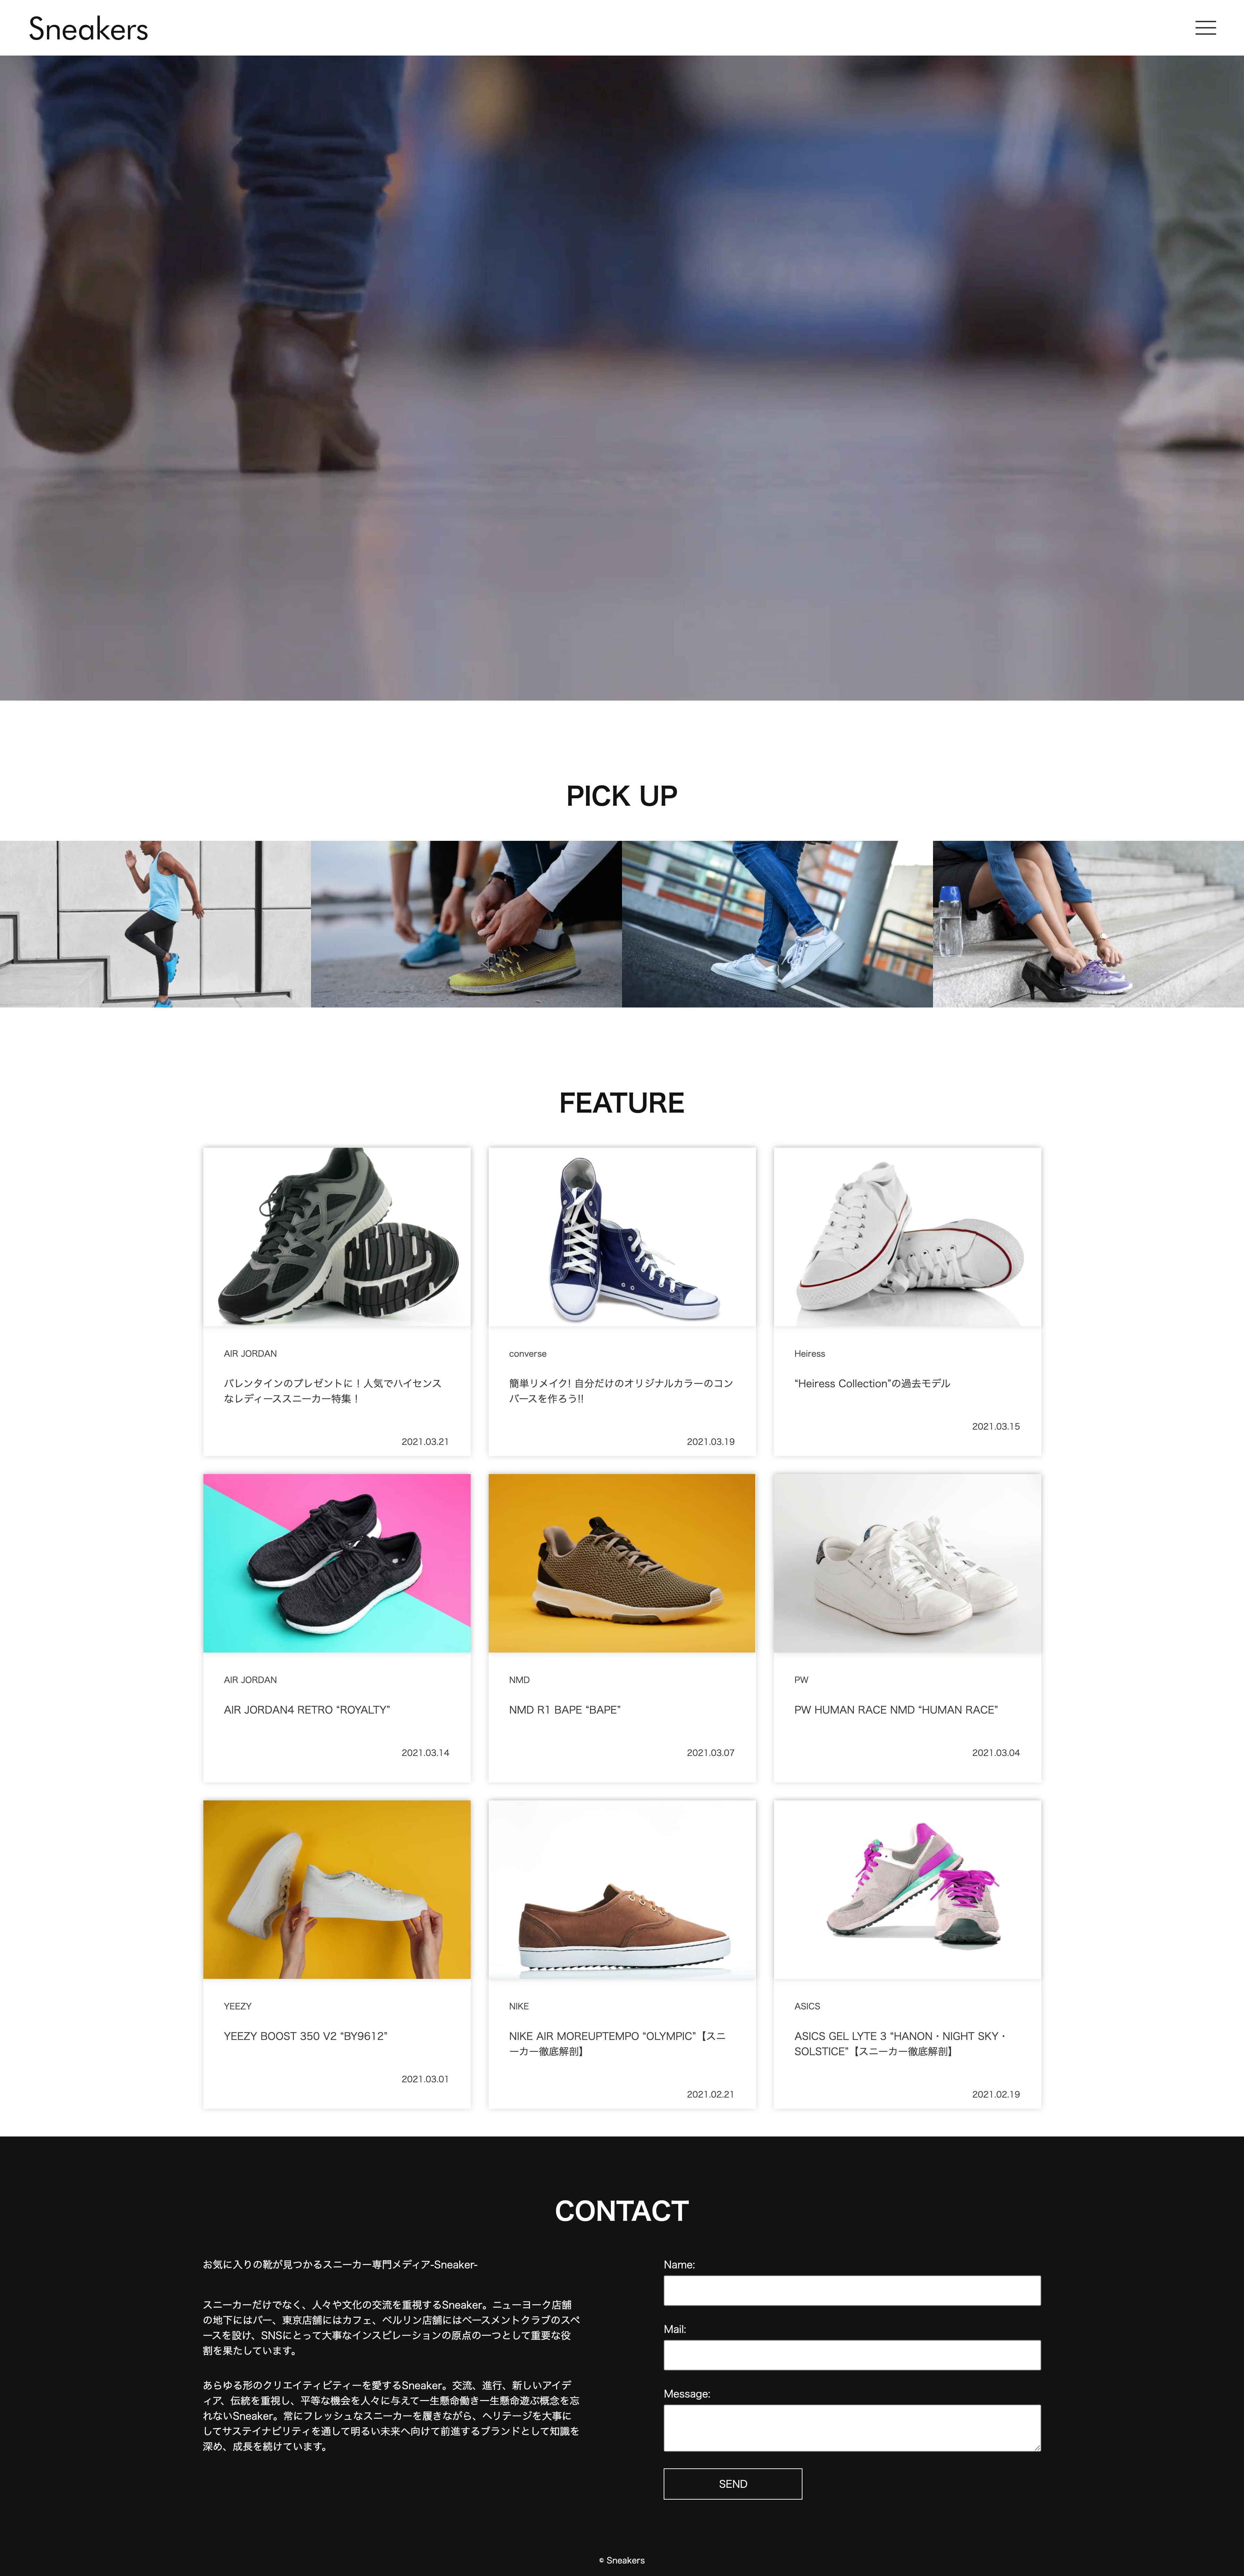 Sneakers
PICK UP
FEATURE
AIR JORDAN
バレンタインのプレゼントに！人気でハイセンス
なレディーススニーカー特集！
2021.03.21
converse
簡単リメイク! 自分だけのオリジナルカラーのコン
バースを作ろう!!
2021.03.19
Heiress
“Heiress Collection”の過去モデル
2021.03.15
AIR JORDAN
AIR JORDAN4 RETRO “ROYALTY”
2021.03.14
NMD
NMD R1 BAPE “BAPE”
2021.03.07
PW
PW HUMAN RACE NMD “HUMAN RACE”
2021.03.04
YEEZY
YEEZY BOOST 350 V2 “BY9612”
2021.03.01
NIKE
NIKE AIR MOREUPTEMPO “OLYMPIC”【スニ
ーカー徹底解剖】
2021.02.21
ASICS
ASICS GEL LYTE 3 “HANON・NIGHT SKY・
SOLSTICE”【スニーカー徹底解剖】
2021.02.19
CONTACT
お気に入りの靴が見つかるスニーカー専門メディア-Sneaker-
スニーカーだけでなく、人々や文化の交流を重視するSneaker。ニューヨーク店舗
の地下にはバー、東京店舗にはカフェ、ベルリン店舗にはベースメントクラブのスペ
ースを設け、SNSにとって大事なインスピレーションの原点の一つとして重要な役
割を果たしています。
あらゆる形のクリエイティビティーを愛するSneaker。交流、進行、新しいアイデ
ィア、伝統を重視し、平等な機会を人々に与えて一生懸命働き一生懸命遊ぶ概念を忘
れないSneaker。常にフレッシュなスニーカーを履きながら、ヘリテージを大事に
してサステイナビリティを通して明るい未来へ向けて前進するブランドとして知識を
深め、成長を続けています。
Name:
Mail:
Message:
SEND
© Sneakers